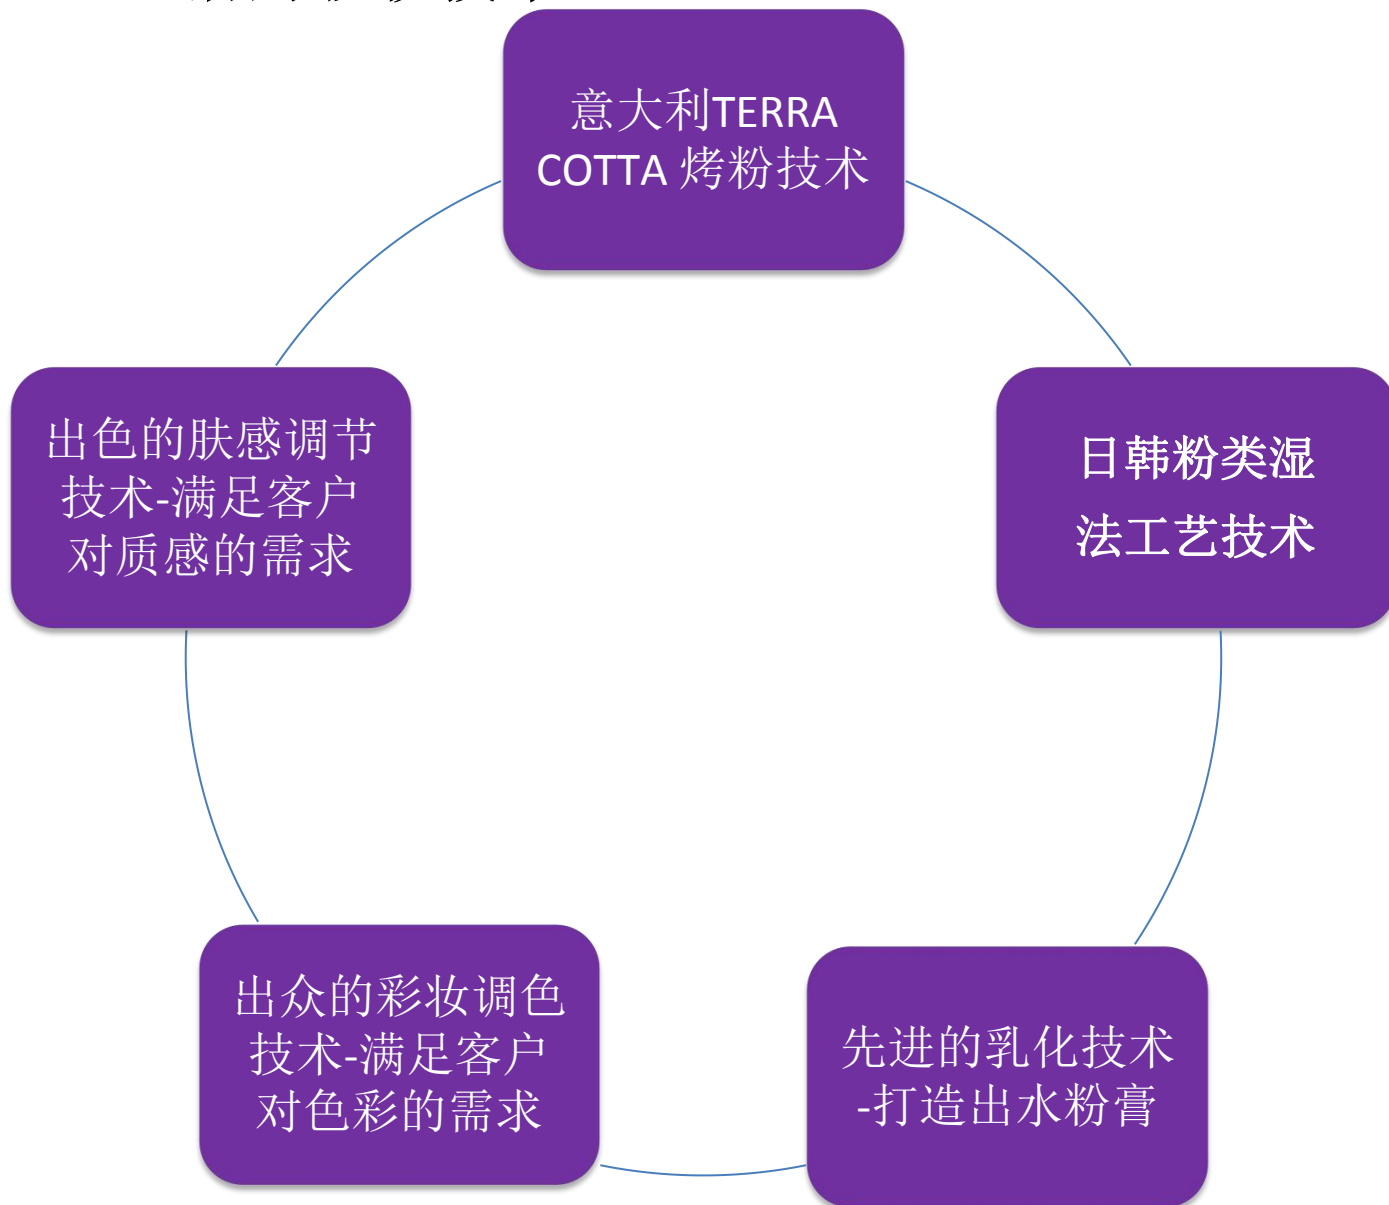 意大利TERRA
COTTA 烤粉技术
日韩粉类湿
法工艺技术
先进的乳化技术
-打造出水粉膏
出众的彩妆调色
技术-满足客户
对色彩的需求
出色的肤感调节
技术-满足客户
对质感的需求